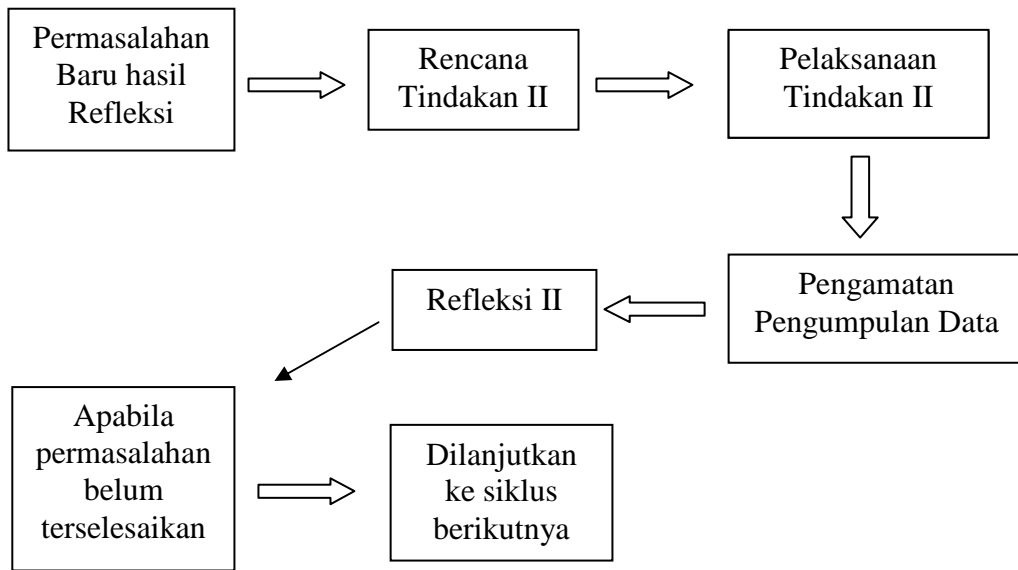 Permasalahan
Baru hasil
Refleksi
Rencana
Tindakan II
Pelaksanaan
Tindakan II
Pengamatan
Pengumpulan Data
Refleksi II
Apabila
permasalahan
belum
terselesaikan
Dilanjutkan
ke siklus
berikutnya